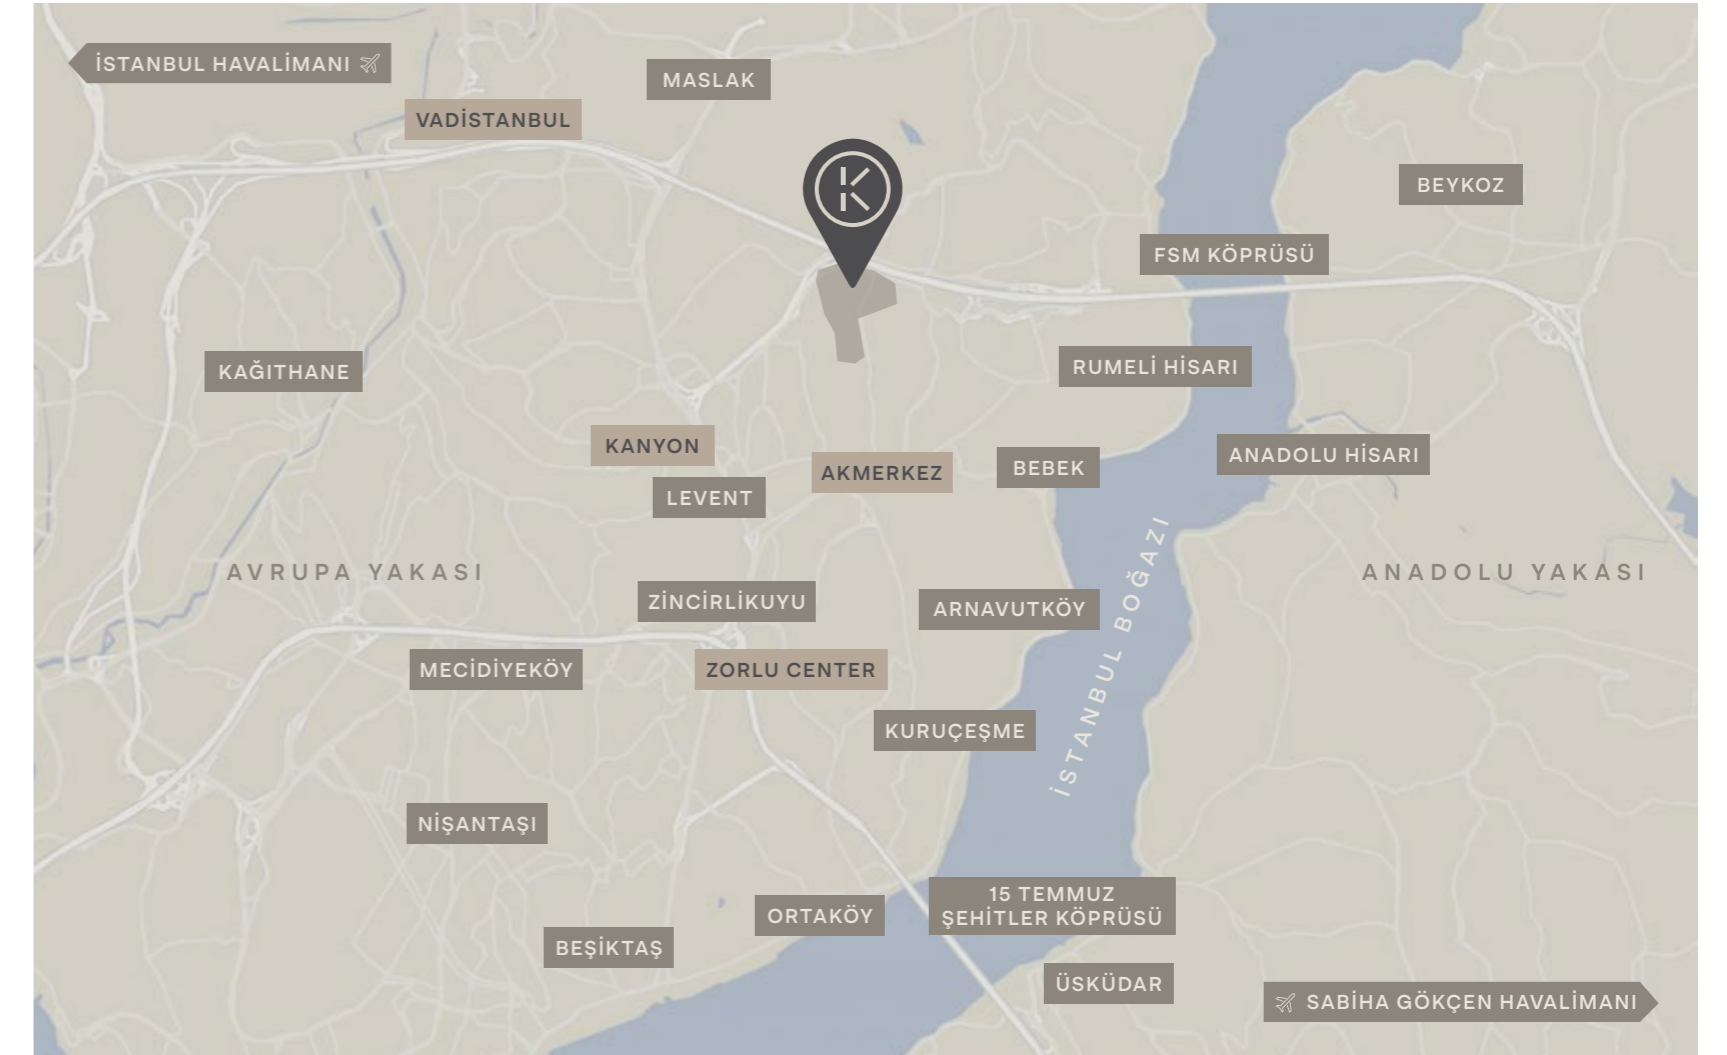 İSTANBUL HAVALİMANI
MASLAK
VADİSTANBUL
K
BEYKOZ
FSM KÖPRÜSÜ
KAĞITHANE
RUMELİ HİSARI
KANYON
AKMERKEZ
BEBEK
ANADOLU HİSARI
LEVENT
AVRUPA YAKASI
ANADOLU YAKASI
ZİNCİRLİKUYU
ARNAVUTKÖY
İSTANBUL BOĞAZI
MECİDİYEKÖY
ZORLU CENTER
KURUÇEŞME
NİŞANTAŞI
15 TEMMUZ
ŞEHİTLER KÖPRÜSÜ
ORTAKÖY
BEŞİKTAŞ
ÜSKÜDAR
SABİHA GÖKÇEN HAVALİMANI